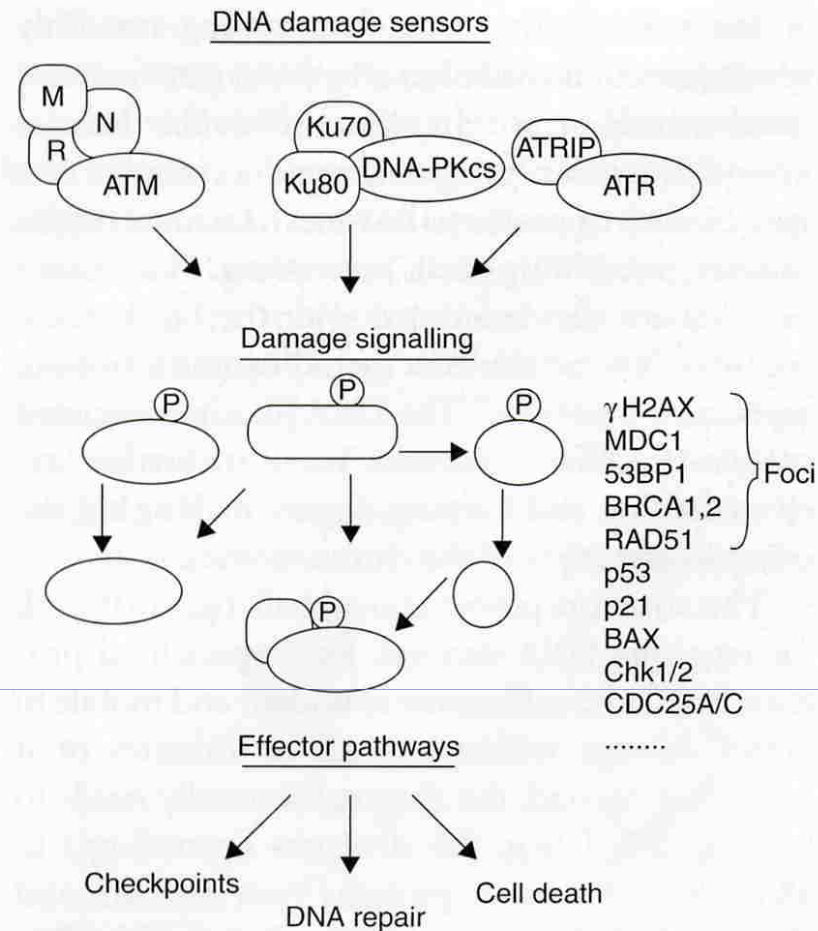 DNA damage sensors
M
N
R
ATM
Ku70
Ku80
DNA-PKcs
ATRIP
ATR
Damage signalling
P
P
P
P
γH2AX
MDC1
53BP1
BRCA1,2
RAD51
Foci
p53
p21
BAX
Chk1/2
CDC25A/C
........
Effector pathways
Checkpoints
DNA repair
Cell death